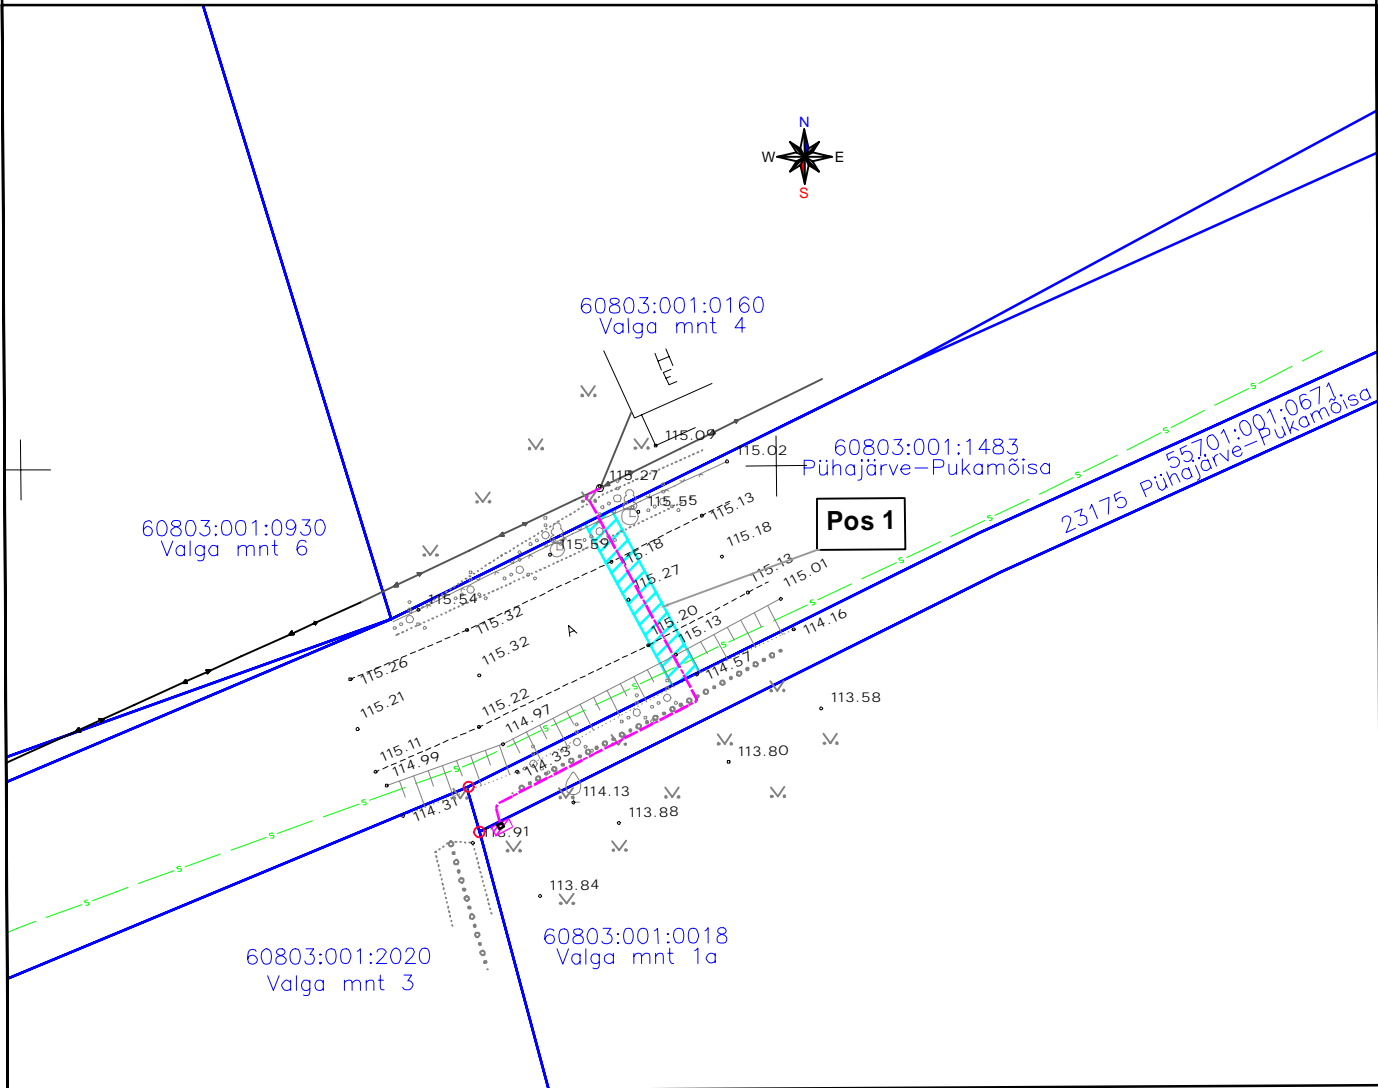 N
W
E
S
60803:001:0160
Valga mnt 4
HE
115.09
115.02
60803:001:1483
Pühajärve-Pukamõisa
55701:001:0671
23175 Pühajärve-Pukamõisa
115.27
115.55
115.13
Pos 1
60803:001:0930
Valga mnt 6
115.59
115.18
115.18
115.27
115.13
115.01
115.54
115.32
A
115.20
115.13
114.16
115.32
114.57
115.26
115.21
115.22
113.58
114.97
115.11
114.99
113.80
114.33
114.31
114.13
113.88
113.84
60803:001:2020
Valga mnt 3
60803:001:0018
Valga mnt 1a
s
s
s
s
s
s
s
s
s
s
s
s
s
s